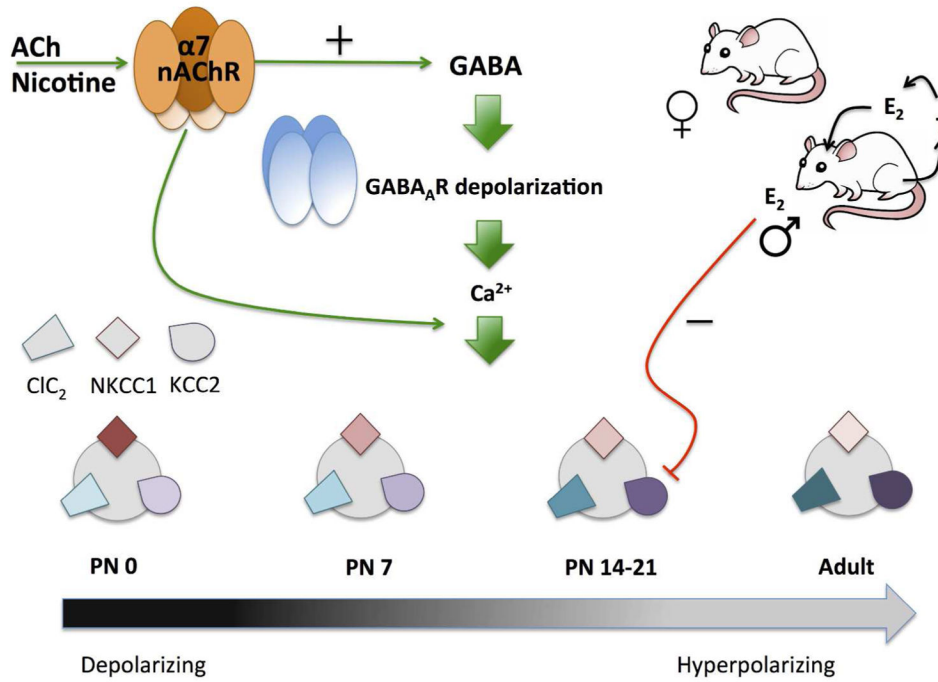 ACh
Nicotine
α7
nAChR
+
GABA
GABA_AR depolarization
Ca²⁺
♀
E₂
E₂
♂
−
ClC₂
NKCC1
KCC2
PN 0
PN 7
PN 14-21
Adult
Depolarizing
Hyperpolarizing